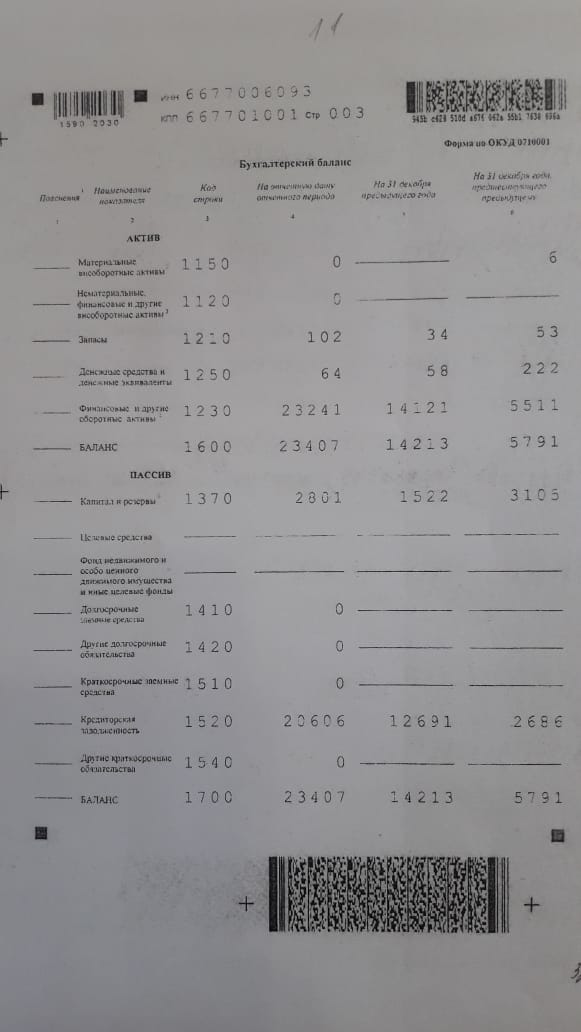 11
ИНН 6677006093
КПП 667701001 Стр 003
1590 2030
Форма по ОКУД 0710001
Бухгалтерский баланс
Пояснения Наименование показателя Код строки На отчетную дату отчетного периода На 31 декабря предыдущего года На 31 декабря года, предшествующего предыдущему
1 2 3 4 5 6
АКТИВ
Материальные внеоборотные активы 1150 0 6
Нематериальные, финансовые и другие внеоборотные активы 1120 0
Запасы 1210 102 34 53
Денежные средства и денежные эквиваленты 1250 64 58 222
Финансовые и другие оборотные активы 1230 23241 14121 5511
БАЛАНС 1600 23407 14213 5791
ПАССИВ
Капитал и резервы 1370 2801 1522 3105
Целевые средства
Фонд недвижимого и особо ценного движимого имущества и иные целевые фонды
Долгосрочные заемные средства 1410 0
Другие долгосрочные обязательства 1420 0
Краткосрочные заемные средства 1510 0
Кредиторская задолженность 1520 20606 12691 2686
Другие краткосрочные обязательства 1540 0
БАЛАНС 1700 23407 14213 5791